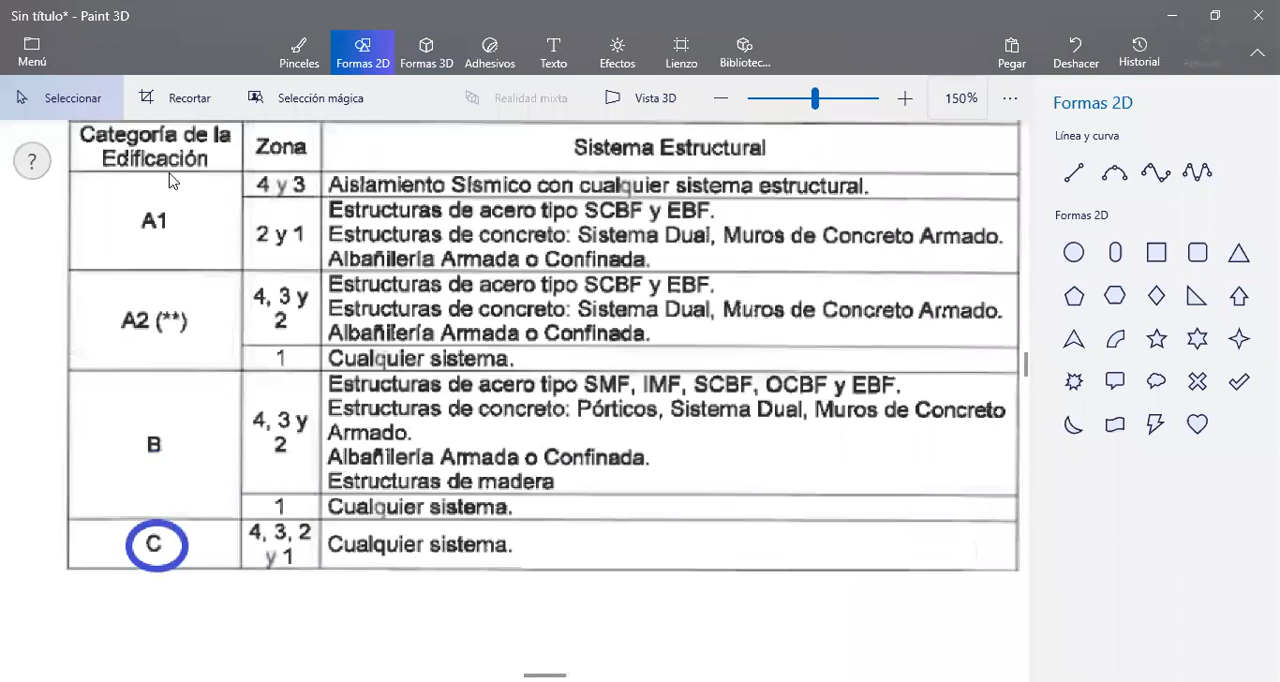 Sin título* - Paint 3D
Menú
Pinceles
Formas 2D
Formas 3D
Adhesivos
Texto
Efectos
Lienzo
Bibliotec...
Pegar
Deshacer
Historial
Seleccionar
Recortar
Selección mágica
Realidad mixta
Vista 3D
150%
Formas 2D
Línea y curva
Formas 2D
?
Categoría de la
Edificación
Zona
Sistema Estructural
A1
4 y 3
Aislamiento Sísmico con cualquier sistema estructural.
2 y 1
Estructuras de acero tipo SCBF y EBF.
Estructuras de concreto: Sistema Dual, Muros de Concreto Armado.
Albañilería Armada o Confinada.
A2 (**)
4, 3 y
2
Estructuras de acero tipo SCBF y EBF.
Estructuras de concreto: Sistema Dual, Muros de Concreto Armado.
Albañilería Armada o Confinada.
1
Cualquier sistema.
B
4, 3 y
2
Estructuras de acero tipo SMF, IMF, SCBF, OCBF y EBF.
Estructuras de concreto: Pórticos, Sistema Dual, Muros de Concreto
Armado.
Albañilería Armada o Confinada.
Estructuras de madera
1
Cualquier sistema.
C
4, 3, 2
y 1
Cualquier sistema.